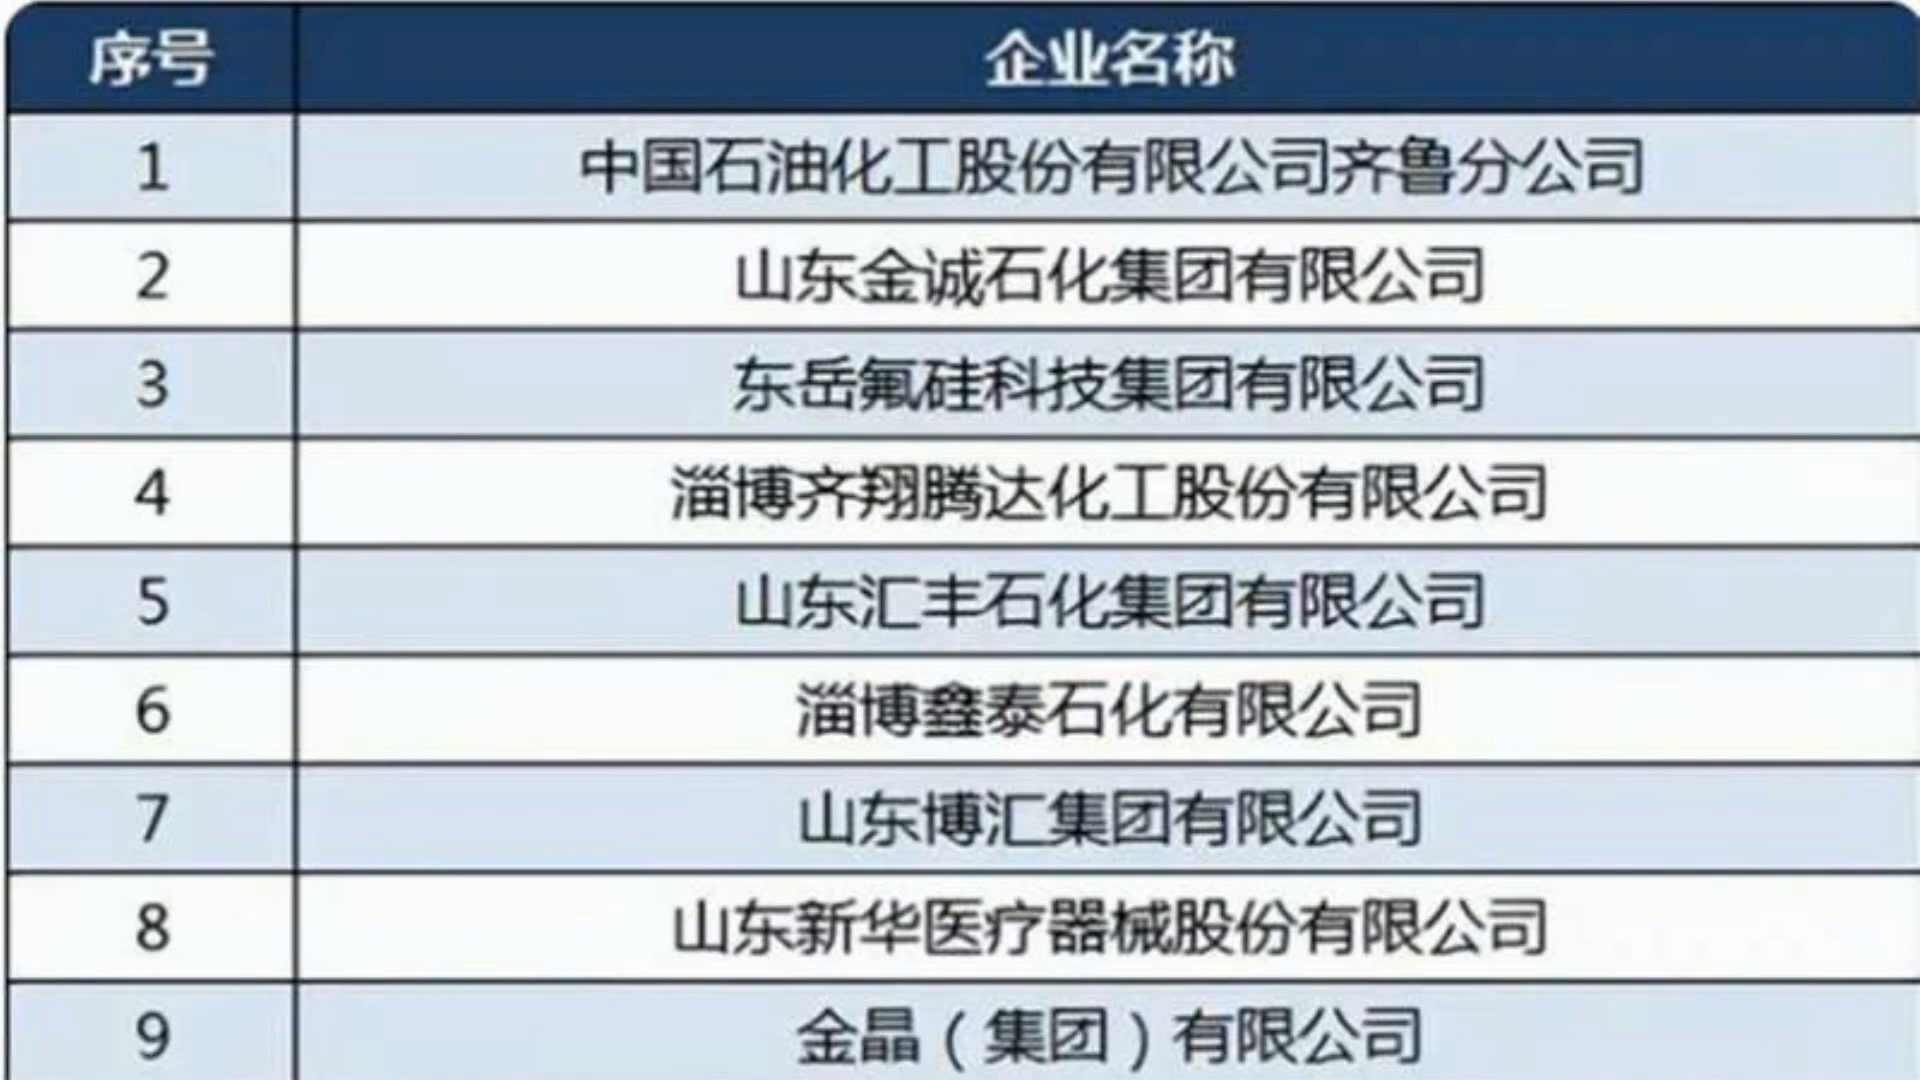 序号 企业名称
1 中国石油化工股份有限公司齐鲁分公司
2 山东金诚石化集团有限公司
3 东岳氟硅科技集团有限公司
4 淄博齐翔腾达化工股份有限公司
5 山东汇丰石化集团有限公司
6 淄博鑫泰石化有限公司
7 山东博汇集团有限公司
8 山东新华医疗器械股份有限公司
9 金晶（集团）有限公司